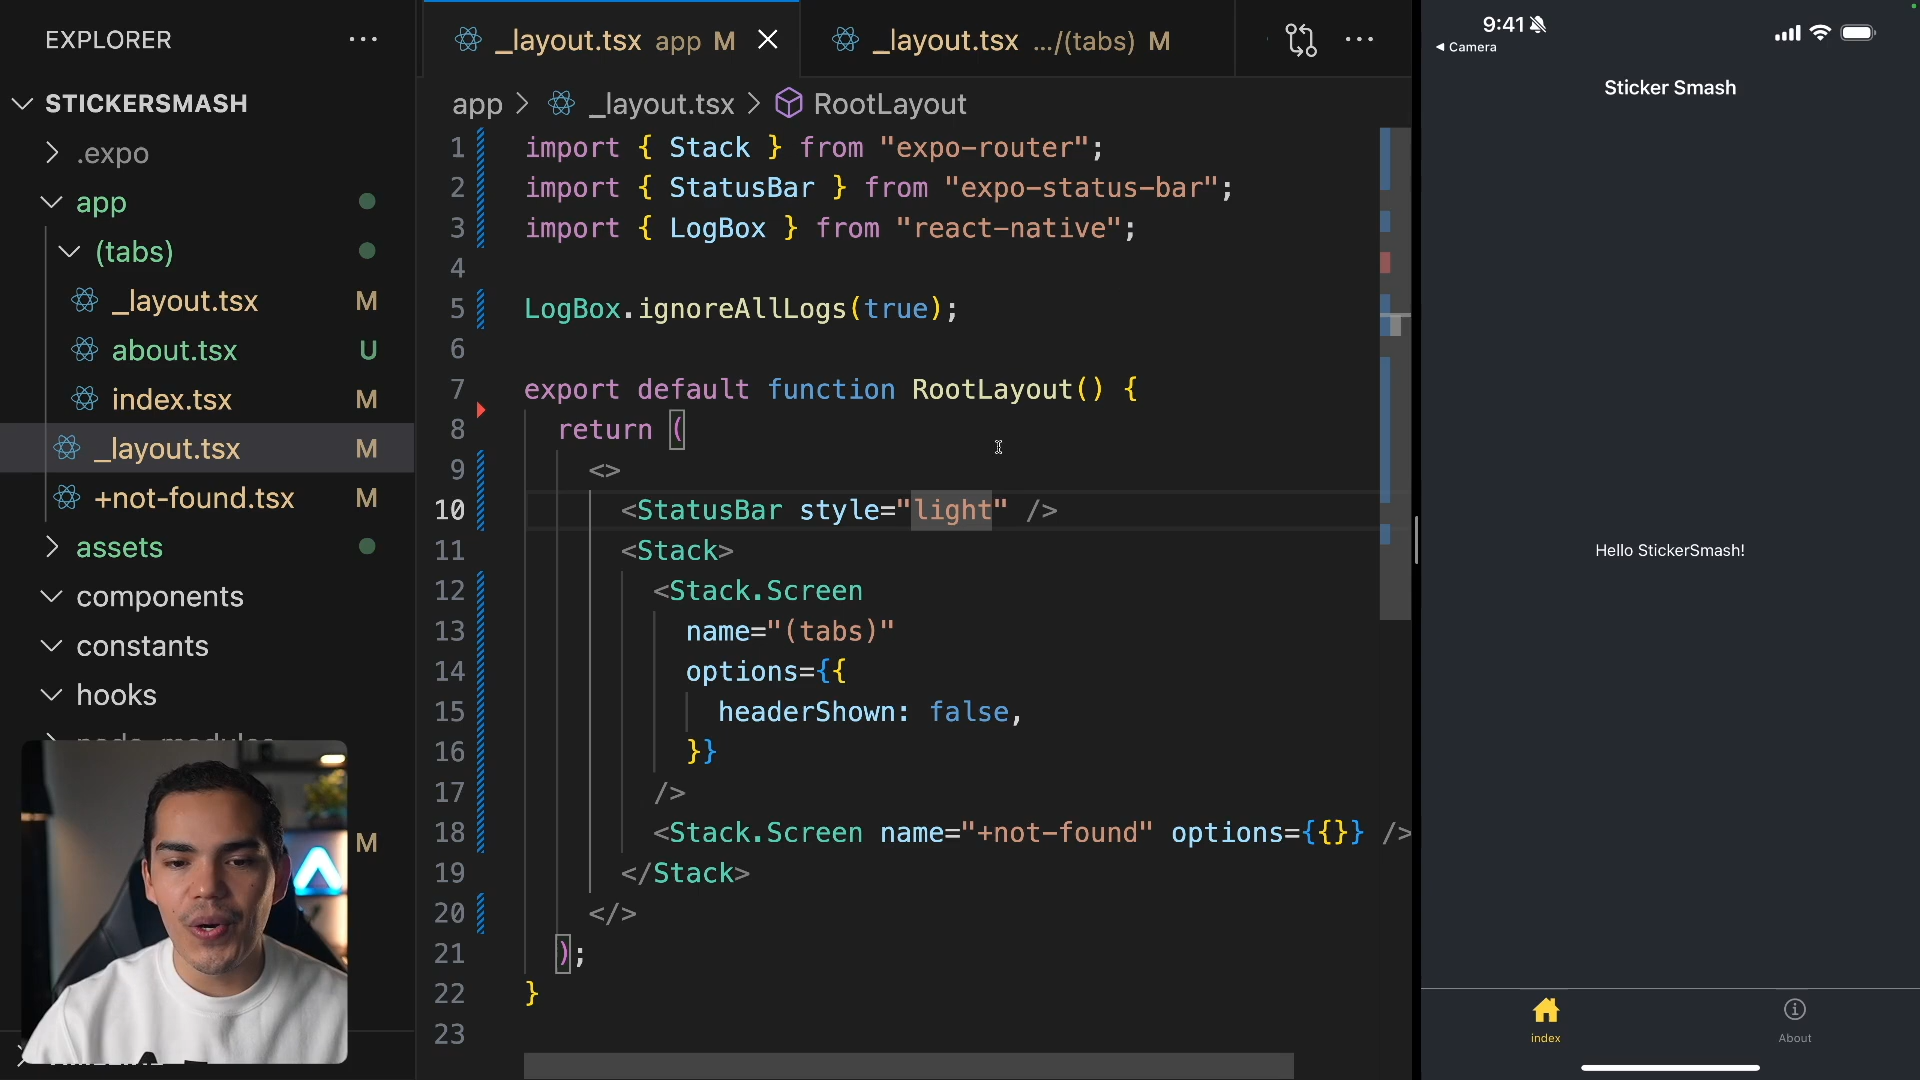 EXPLORER
STICKERSMASH
.expo
app
(tabs)
_layout.tsx M
about.tsx U
index.tsx M
_layout.tsx M
+not-found.tsx M
assets
components
constants
hooks
M
_layout.tsx app M
_layout.tsx .../(tabs) M
app > _layout.tsx > RootLayout
1 import { Stack } from "expo-router";
2 import { StatusBar } from "expo-status-bar";
3 import { LogBox } from "react-native";
4
5 LogBox.ignoreAllLogs(true);
6
7 export default function RootLayout() {
8 return (
9 <>
10 <StatusBar style="light" />
11 <Stack>
12 <Stack.Screen
13 name="(tabs)"
14 options={{
15 headerShown: false,
16 }}
17 />
18 <Stack.Screen name="+not-found" options={{}} />
19 </Stack>
20 </>
21 );
22 }
23
9:41
Camera
Sticker Smash
Hello StickerSmash!
index
About